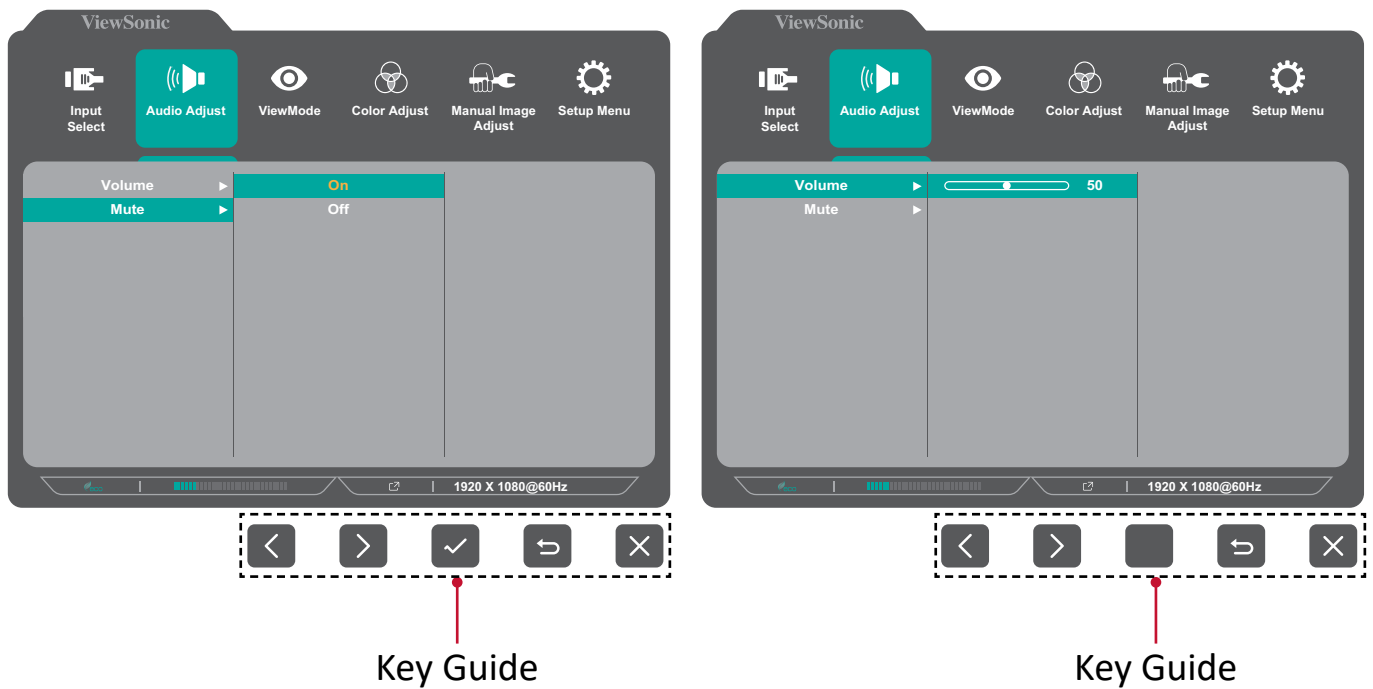 ViewSonic
Input
Select
Audio Adjust
ViewMode
Color Adjust
Manual Image
Adjust
Setup Menu
Volume
On
Mute
Off
1920 X 1080@60Hz
Key Guide
ViewSonic
Input
Select
Audio Adjust
ViewMode
Color Adjust
Manual Image
Adjust
Setup Menu
Volume
50
Mute
1920 X 1080@60Hz
Key Guide